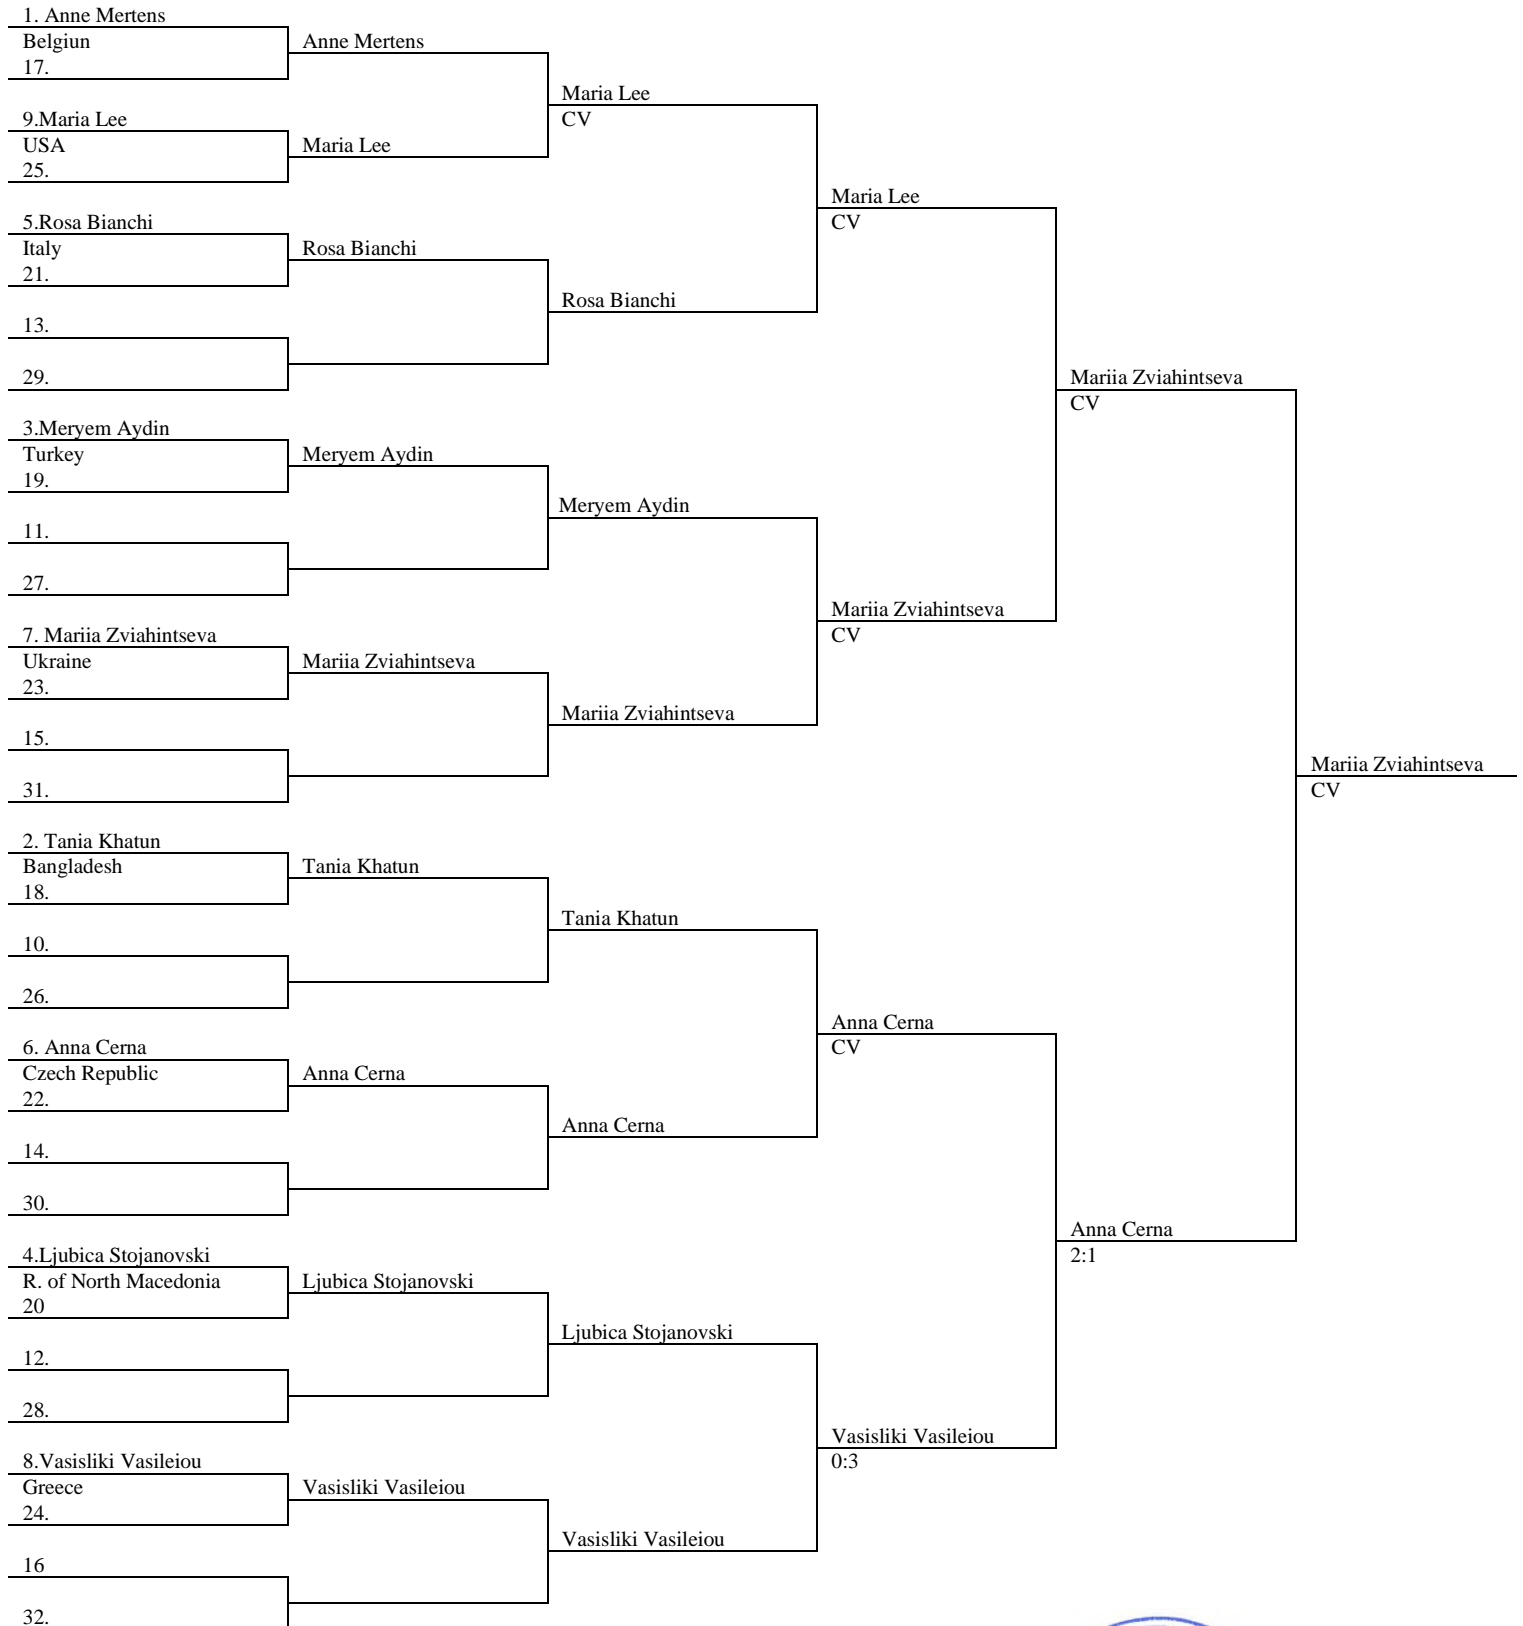 1. Anne Mertens
Belgiun
17.
9.Maria Lee
USA
25.
5.Rosa Bianchi
Italy
21.
13.
29.
3.Meryem Aydin
Turkey
19.
11.
27.
7. Mariia Zviahintseva
Ukraine
23.
15.
31.
2. Tania Khatun
Bangladesh
18.
10.
26.
6. Anna Cerna
Czech Republic
22.
14.
30.
4.Ljubica Stojanovski
R. of North Macedonia
20
12.
28.
8.Vasisliki Vasileiou
Greece
24.
16
32.
Anne Mertens
Maria Lee
Rosa Bianchi
Meryem Aydin
Mariia Zviahintseva
Tania Khatun
Anna Cerna
Ljubica Stojanovski
Vasisliki Vasileiou
Maria Lee
CV
Rosa Bianchi
Meryem Aydin
Mariia Zviahintseva
Tania Khatun
Anna Cerna
Ljubica Stojanovski
Vasisliki Vasileiou
Maria Lee
CV
Mariia Zviahintseva
CV
Anna Cerna
CV
Vasisliki Vasileiou
0:3
Mariia Zviahintseva
CV
Anna Cerna
2:1
Mariia Zviahintseva
CV